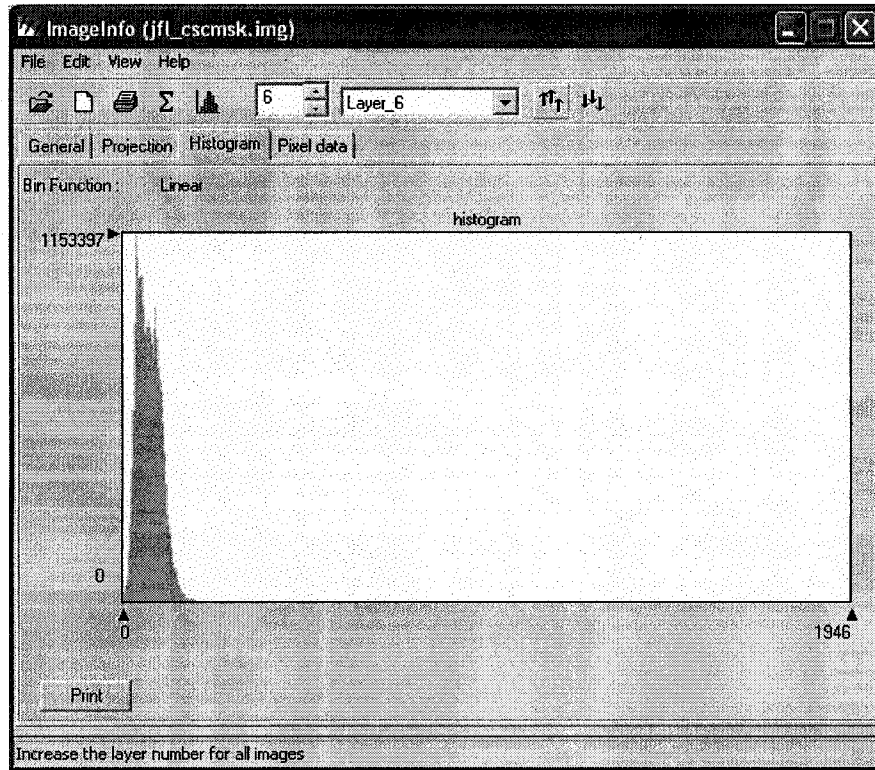 ImageInfo (jfl_cscmsk.img)
File Edit View Help
6 Layer_6
General Projection Histogram Pixel data
Bin Function : Linear
histogram
1153397
0
0 1946
Print
Increase the layer number for all images